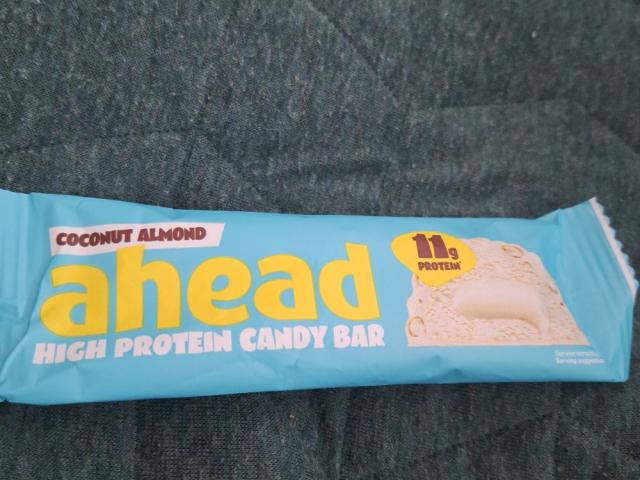 COCONUT ALMOND
ahead
HIGH PROTEIN CANDY BAR
11g
PROTEIN*
Serving suggestion